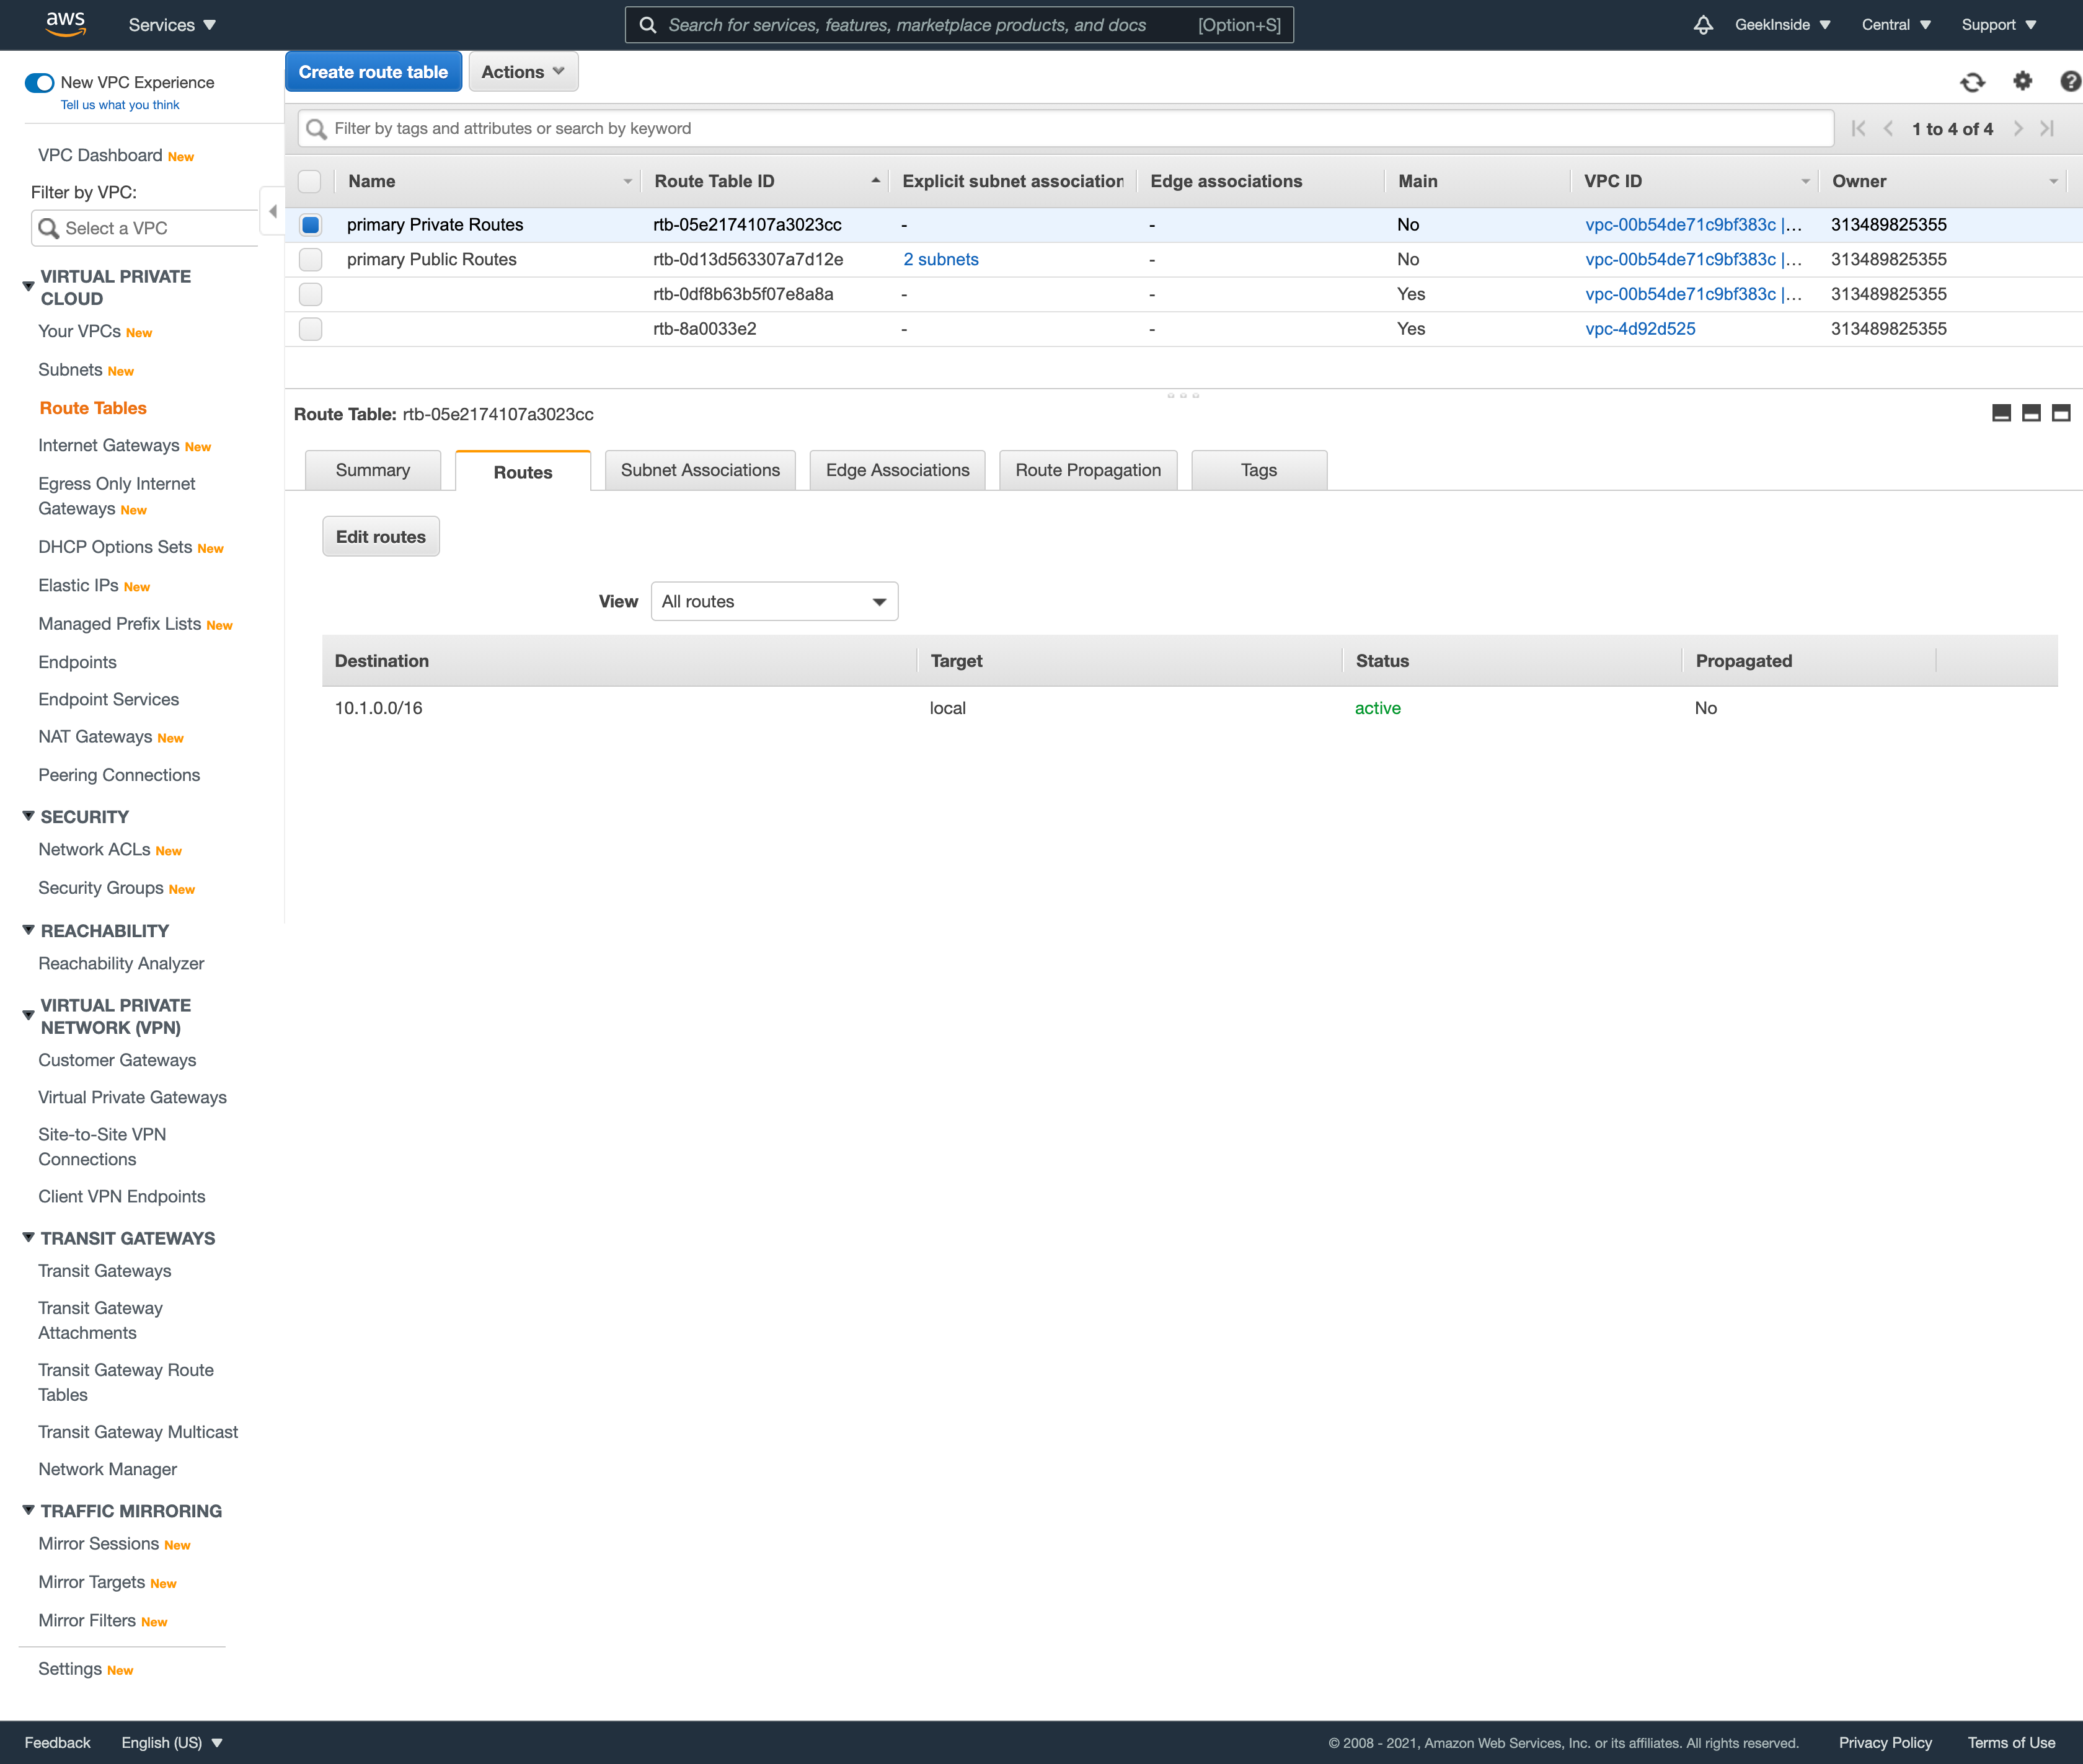 aws
Services
Search for services, features, marketplace products, and docs [Option+S]
GeekInside
Central
Support
New VPC Experience
Tell us what you think
VPC Dashboard New
Filter by VPC:
Select a VPC
VIRTUAL PRIVATE
CLOUD
Your VPCs New
Subnets New
Route Tables
Internet Gateways New
Egress Only Internet
Gateways New
DHCP Options Sets New
Elastic IPs New
Managed Prefix Lists New
Endpoints
Endpoint Services
NAT Gateways New
Peering Connections
SECURITY
Network ACLs New
Security Groups New
REACHABILITY
Reachability Analyzer
VIRTUAL PRIVATE
NETWORK (VPN)
Customer Gateways
Virtual Private Gateways
Site-to-Site VPN
Connections
Client VPN Endpoints
TRANSIT GATEWAYS
Transit Gateways
Transit Gateway
Attachments
Transit Gateway Route
Tables
Transit Gateway Multicast
Network Manager
TRAFFIC MIRRORING
Mirror Sessions New
Mirror Targets New
Mirror Filters New
Settings New
Create route table
Actions
Filter by tags and attributes or search by keyword
1 to 4 of 4
Name Route Table ID Explicit subnet association Edge associations Main VPC ID Owner
primary Private Routes rtb-05e2174107a3023cc - - No vpc-00b54de71c9bf383c |... 313489825355
primary Public Routes rtb-0d13d563307a7d12e 2 subnets - No vpc-00b54de71c9bf383c |... 313489825355
rtb-0df8b63b5f07e8a8a - - Yes vpc-00b54de71c9bf383c |... 313489825355
rtb-8a0033e2 - - Yes vpc-4d92d525 313489825355
Route Table: rtb-05e2174107a3023cc
Summary
Routes
Subnet Associations
Edge Associations
Route Propagation
Tags
Edit routes
View All routes
Destination Target Status Propagated
10.1.0.0/16 local active No
Feedback
English (US)
© 2008 - 2021, Amazon Web Services, Inc. or its affiliates. All rights reserved.
Privacy Policy
Terms of Use